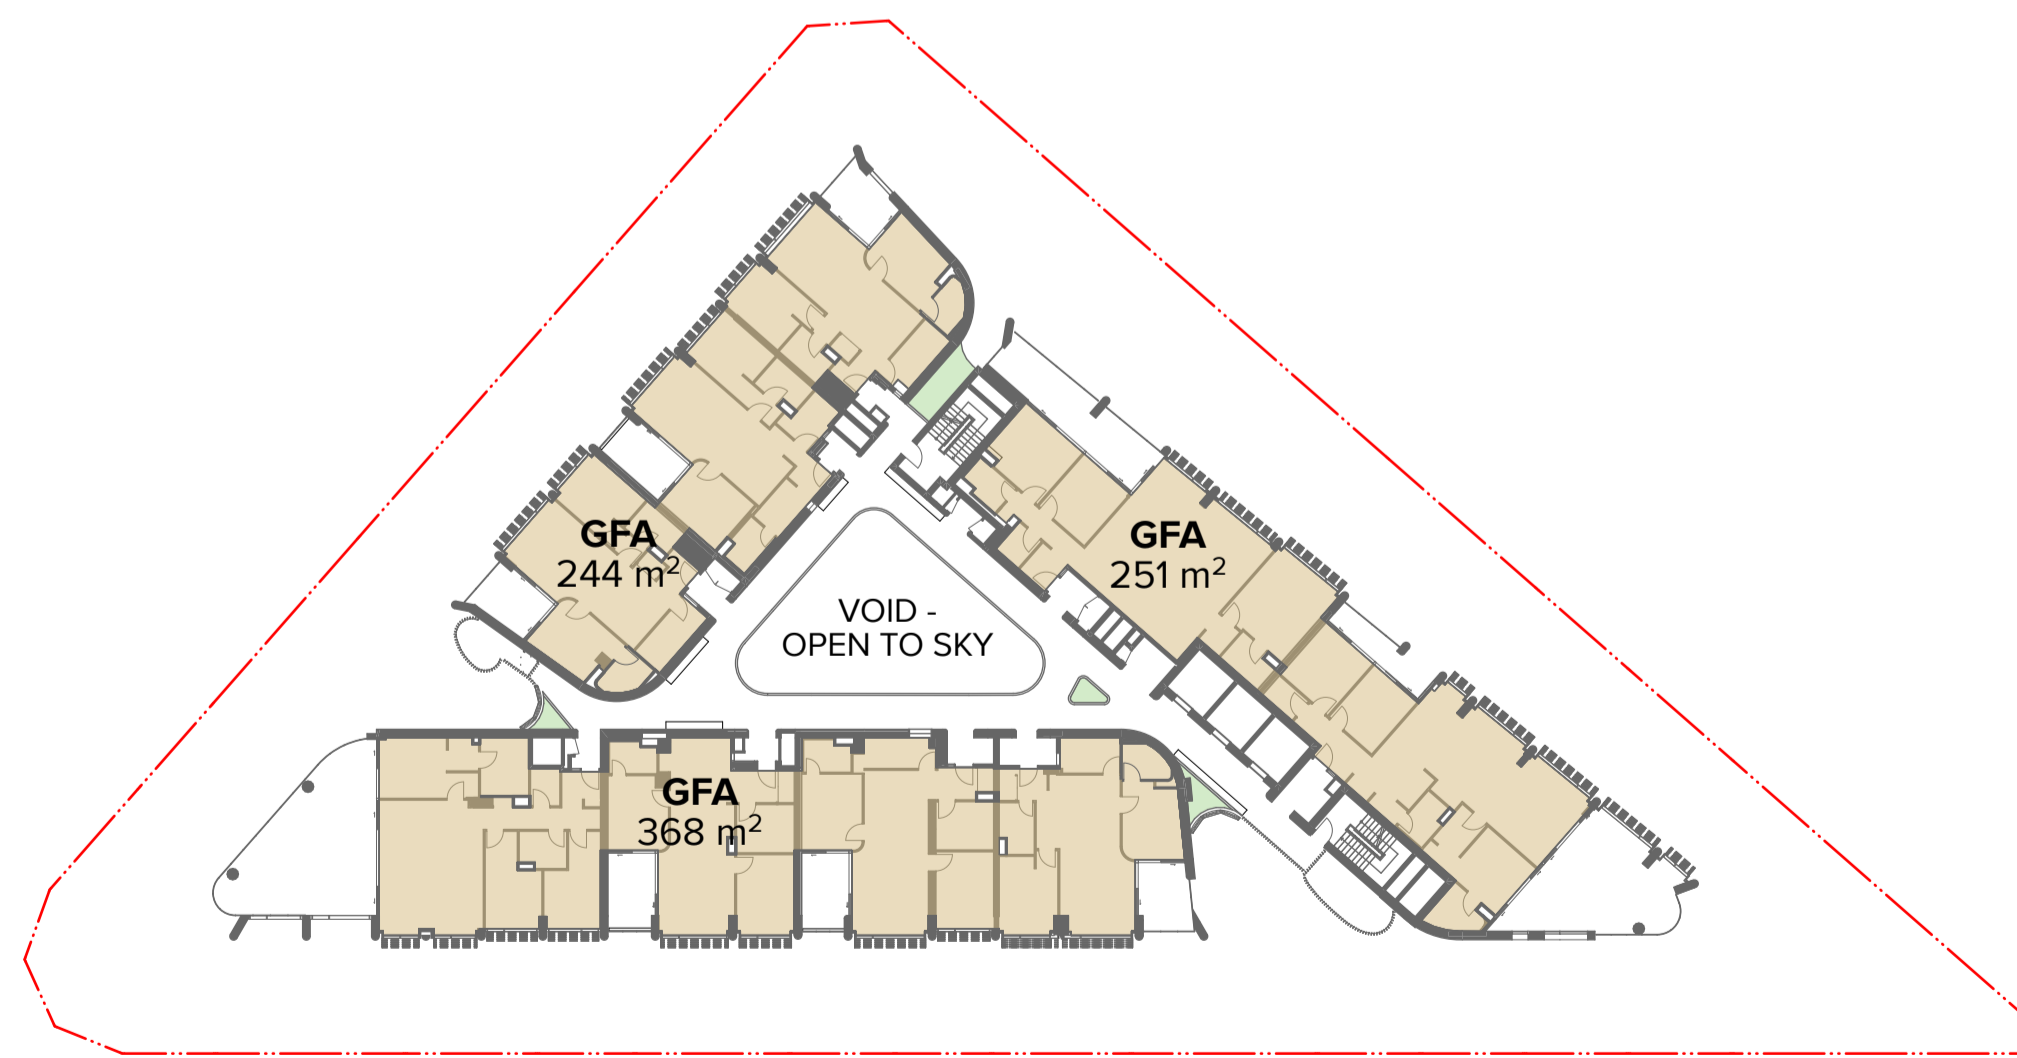 GFA
244 m²
GFA
251 m²
VOID -
OPEN TO SKY
GFA
368 m²